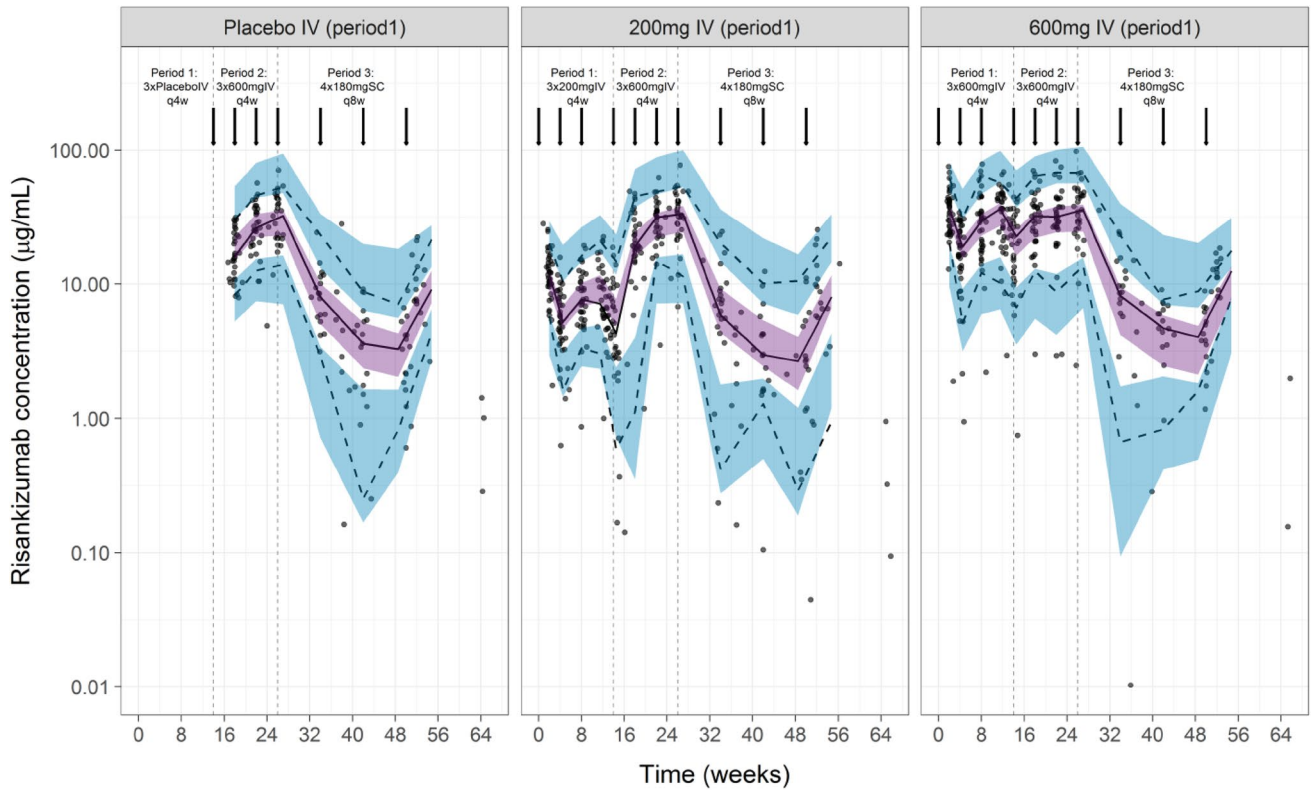 Placebo IV (period1)
200mg IV (period1)
600mg IV (period1)
Period 1:
3xPlaceboIV
q4w
Period 2:
3x600mgIV
q4w
Period 3:
4x180mgSC
q8w
Period 1:
3x200mgIV
q4w
Period 2:
3x600mgIV
q4w
Period 3:
4x180mgSC
q8w
Period 1:
3x600mgIV
q4w
Period 2:
3x600mgIV
q4w
Period 3:
4x180mgSC
q8w
Risankizumab concentration (μg/mL)
100.00
10.00
1.00
0.10
0.01
0 8 16 24 32 40 48 56 64
0 8 16 24 32 40 48 56 64
0 8 16 24 32 40 48 56 64
Time (weeks)